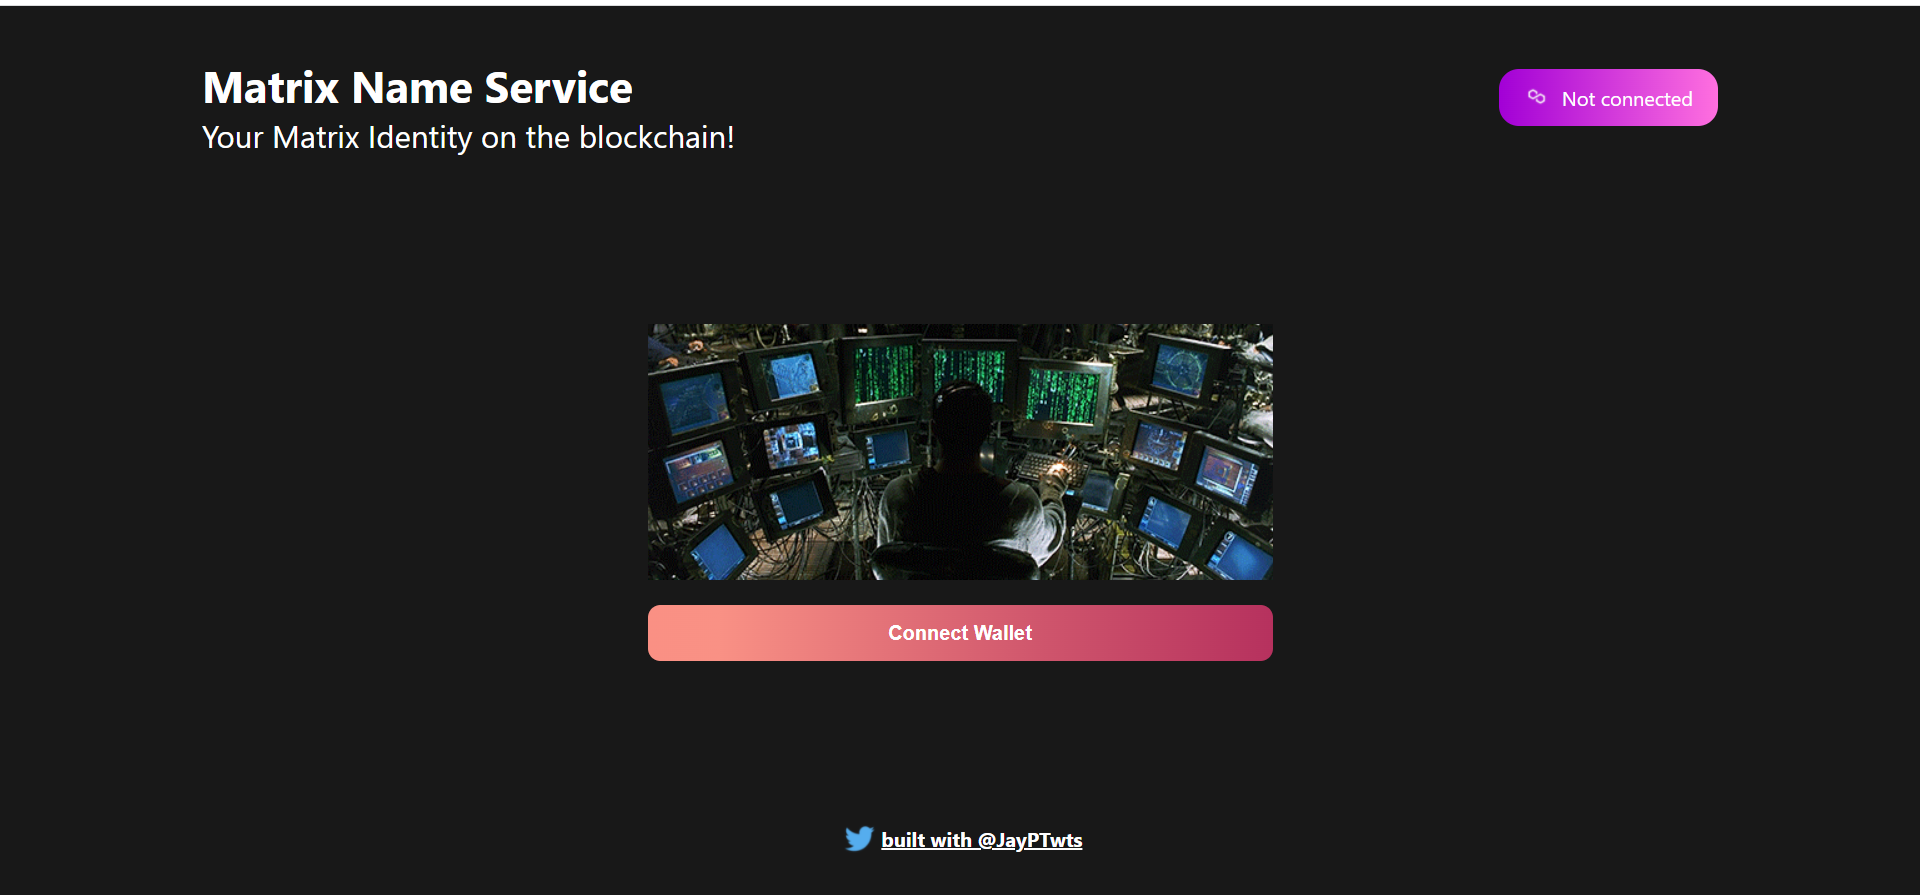 Matrix Name Service
Your Matrix Identity on the blockchain!
Not connected
Connect Wallet
built with @JayPTwts